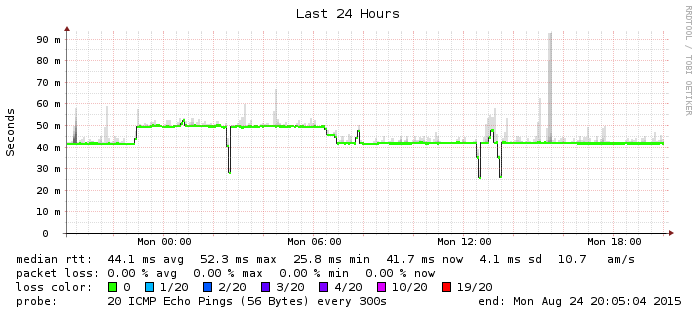 Last 24 Hours
RRDTOOL / TOBI OETIKER
Seconds
90 m
80 m
70 m
60 m
50 m
40 m
30 m
20 m
10 m
0
Mon 00:00 Mon 06:00 Mon 12:00 Mon 18:00
median rtt: 44.1 ms avg 52.3 ms max 25.8 ms min 41.7 ms now 4.1 ms sd 10.7 am/s
packet loss: 0.00 % avg 0.00 % max 0.00 % min 0.00 % now
loss color: 0 1/20 2/20 3/20 4/20 10/20 19/20
probe: 20 ICMP Echo Pings (56 Bytes) every 300s end: Mon Aug 24 20:05:04 2015